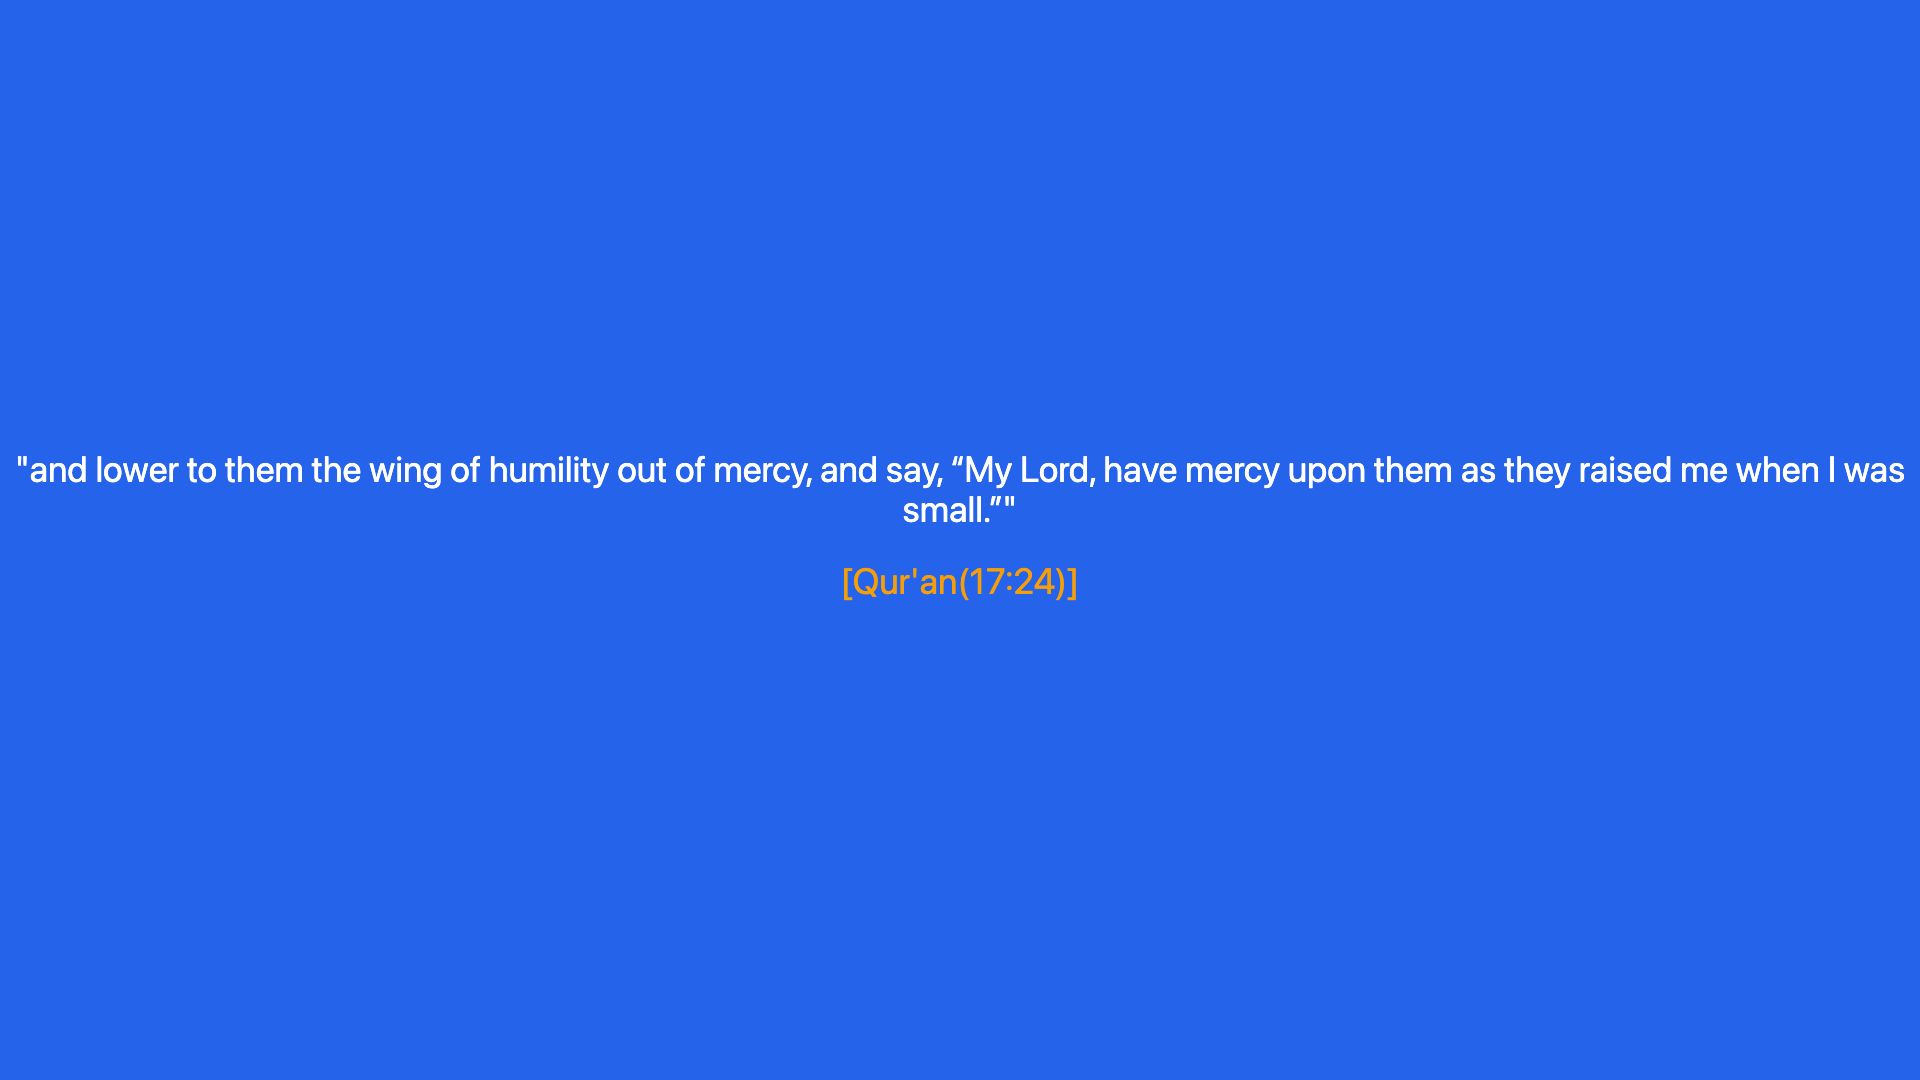 "and lower to them the wing of humility out of mercy, and say, “My Lord, have mercy upon them as they raised me when I was
small.”"
[Qur'an(17:24)]